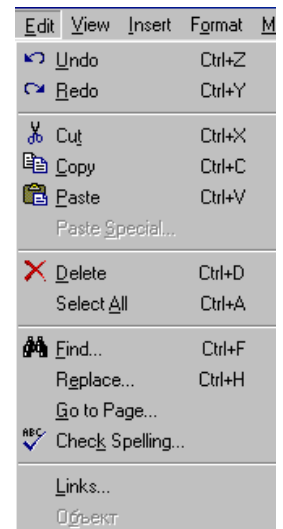 Edit View Insert Format M
Undo Ctrl+Z
Redo Ctrl+Y
Cut Ctrl+X
Copy Ctrl+C
Paste Ctrl+V
Paste Special...
Delete Ctrl+D
Select All Ctrl+A
Find... Ctrl+F
Replace... Ctrl+H
Go to Page...
ABC Check Spelling...
Links...
Объект